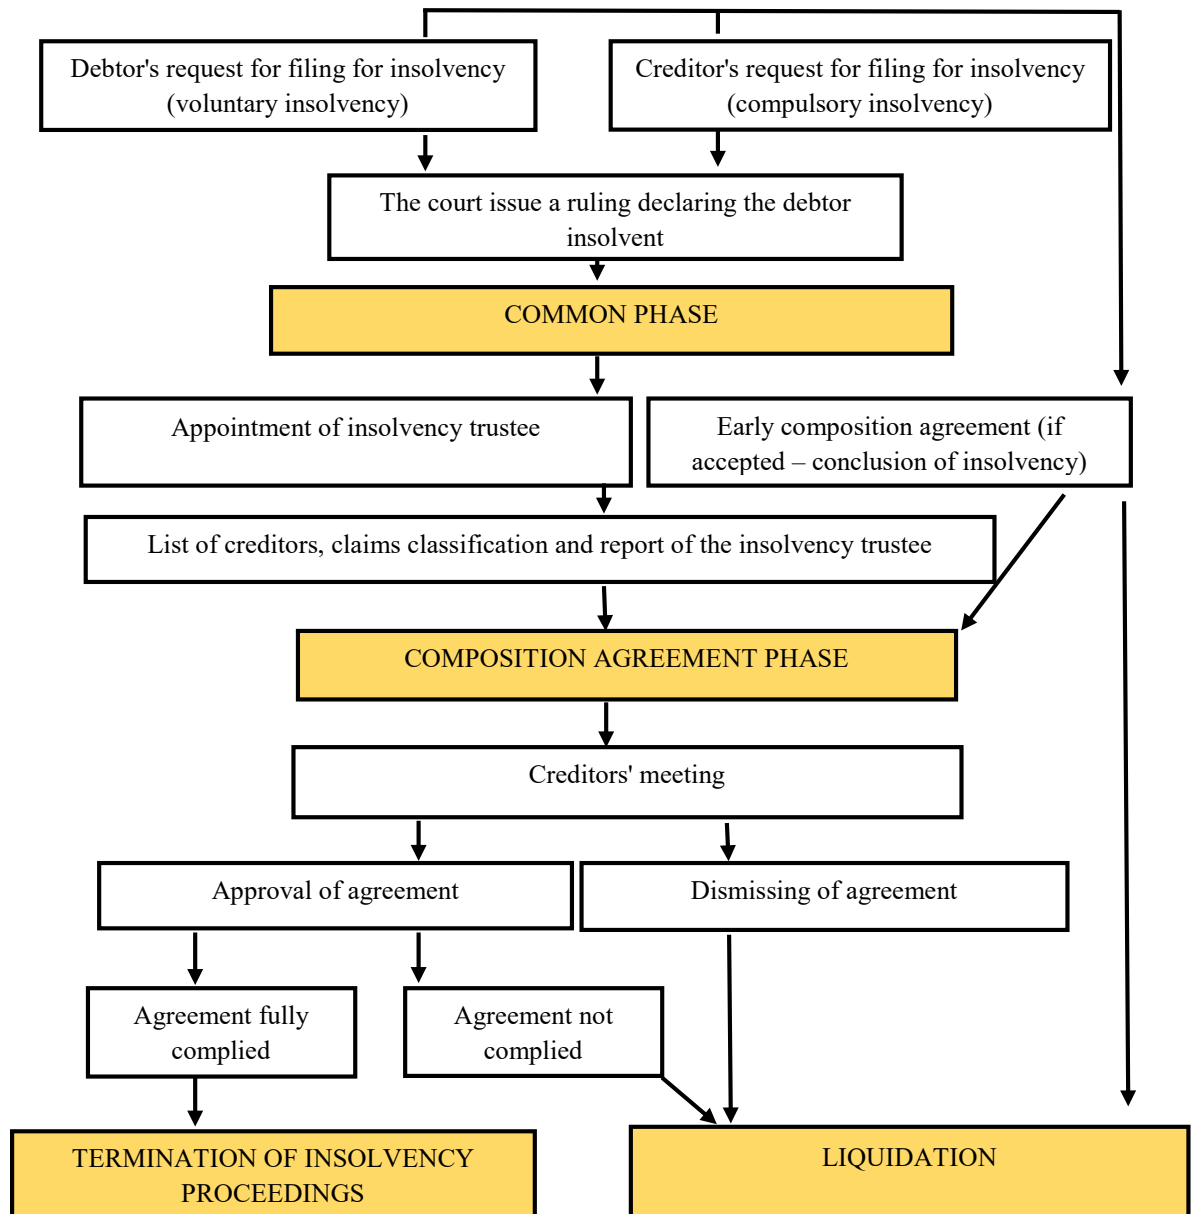 Debtor's request for filing for insolvency
(voluntary insolvency)
Creditor's request for filing for insolvency
(compulsory insolvency)
The court issue a ruling declaring the debtor
insolvent
COMMON PHASE
Appointment of insolvency trustee
Early composition agreement (if
accepted – conclusion of insolvency)
List of creditors, claims classification and report of the insolvency trustee
COMPOSITION AGREEMENT PHASE
Creditors' meeting
Approval of agreement
Dismissing of agreement
Agreement fully
complied
Agreement not
complied
TERMINATION OF INSOLVENCY
PROCEEDINGS
LIQUIDATION